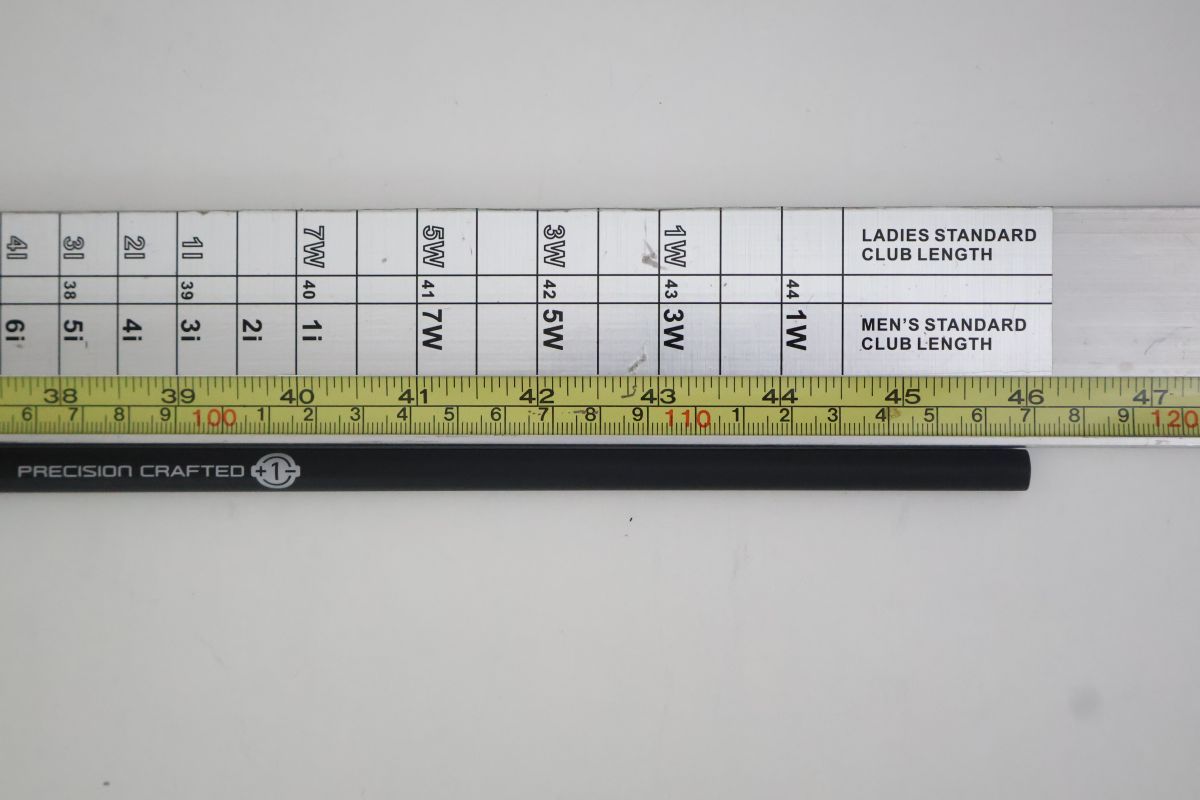 4I 3I 2I 1I 7W 5W 3W 1W LADIES STANDARD
CLUB LENGTH
38 39 40 41 42 43 44
6i 5i 4i 3i 2i 1i 7W 5W 3W 1W MEN'S STANDARD
CLUB LENGTH
38 39 40 41 42 43 44 45 46 47
6 7 8 9 100 1 2 3 4 5 6 7 8 9 110 1 2 3 4 5 6 7 8 9 120
PRECISION CRAFTED +1-